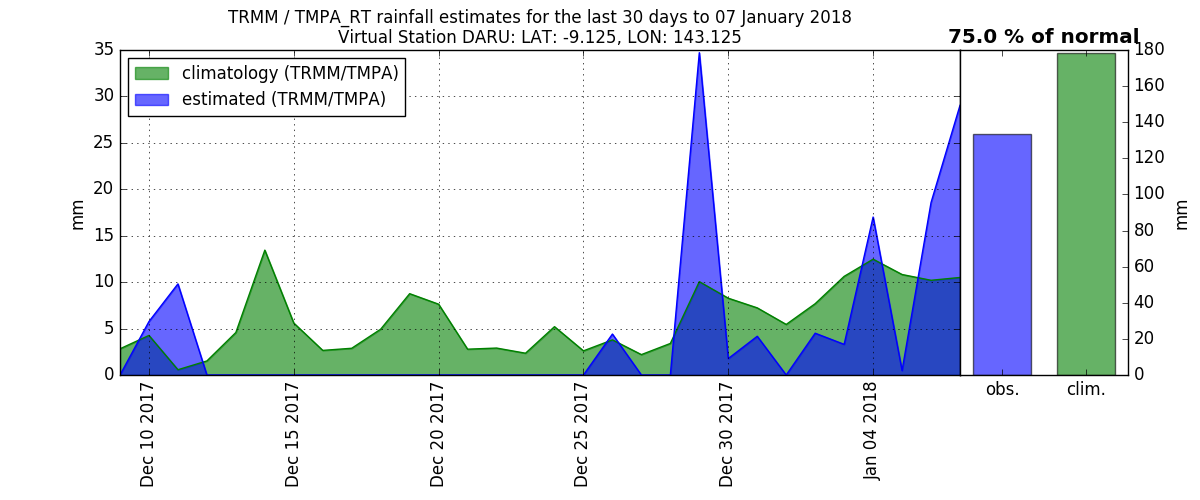 TRMM / TMPA_RT rainfall estimates for the last 30 days to 07 January 2018
Virtual Station DARU: LAT: -9.125, LON: 143.125
75.0 % of normal
climatology (TRMM/TMPA)
estimated (TRMM/TMPA)
35
30
25
20
15
10
5
0
mm
Dec 10 2017
Dec 15 2017
Dec 20 2017
Dec 25 2017
Dec 30 2017
Jan 04 2018
obs.
clim.
180
160
140
120
100
80
60
40
20
0
mm